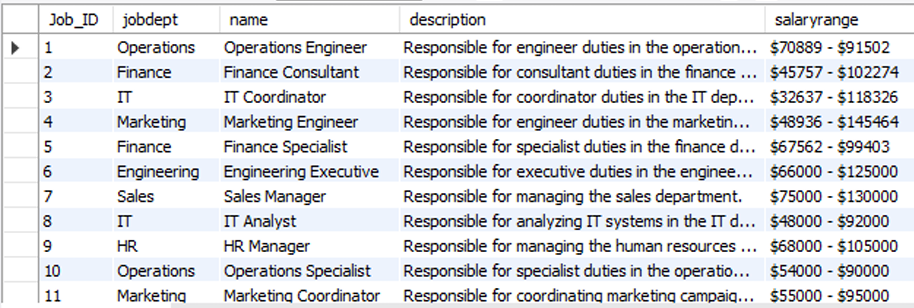 Job_ID jobdept name description salaryrange
1 Operations Operations Engineer Responsible for engineer duties in the operation... $70889 - $91502
2 Finance Finance Consultant Responsible for consultant duties in the finance ... $45757 - $102274
3 IT IT Coordinator Responsible for coordinator duties in the IT dep... $32637 - $118326
4 Marketing Marketing Engineer Responsible for engineer duties in the marketin... $48936 - $145464
5 Finance Finance Specialist Responsible for specialist duties in the finance d... $67562 - $99403
6 Engineering Engineering Executive Responsible for executive duties in the enginee... $66000 - $125000
7 Sales Sales Manager Responsible for managing the sales department. $75000 - $130000
8 IT IT Analyst Responsible for analyzing IT systems in the IT d... $48000 - $92000
9 HR HR Manager Responsible for managing the human resources ... $68000 - $105000
10 Operations Operations Specialist Responsible for specialist duties in the operatio... $54000 - $90000
11 Marketing Marketing Coordinator Responsible for coordinating marketing campaig... $55000 - $95000